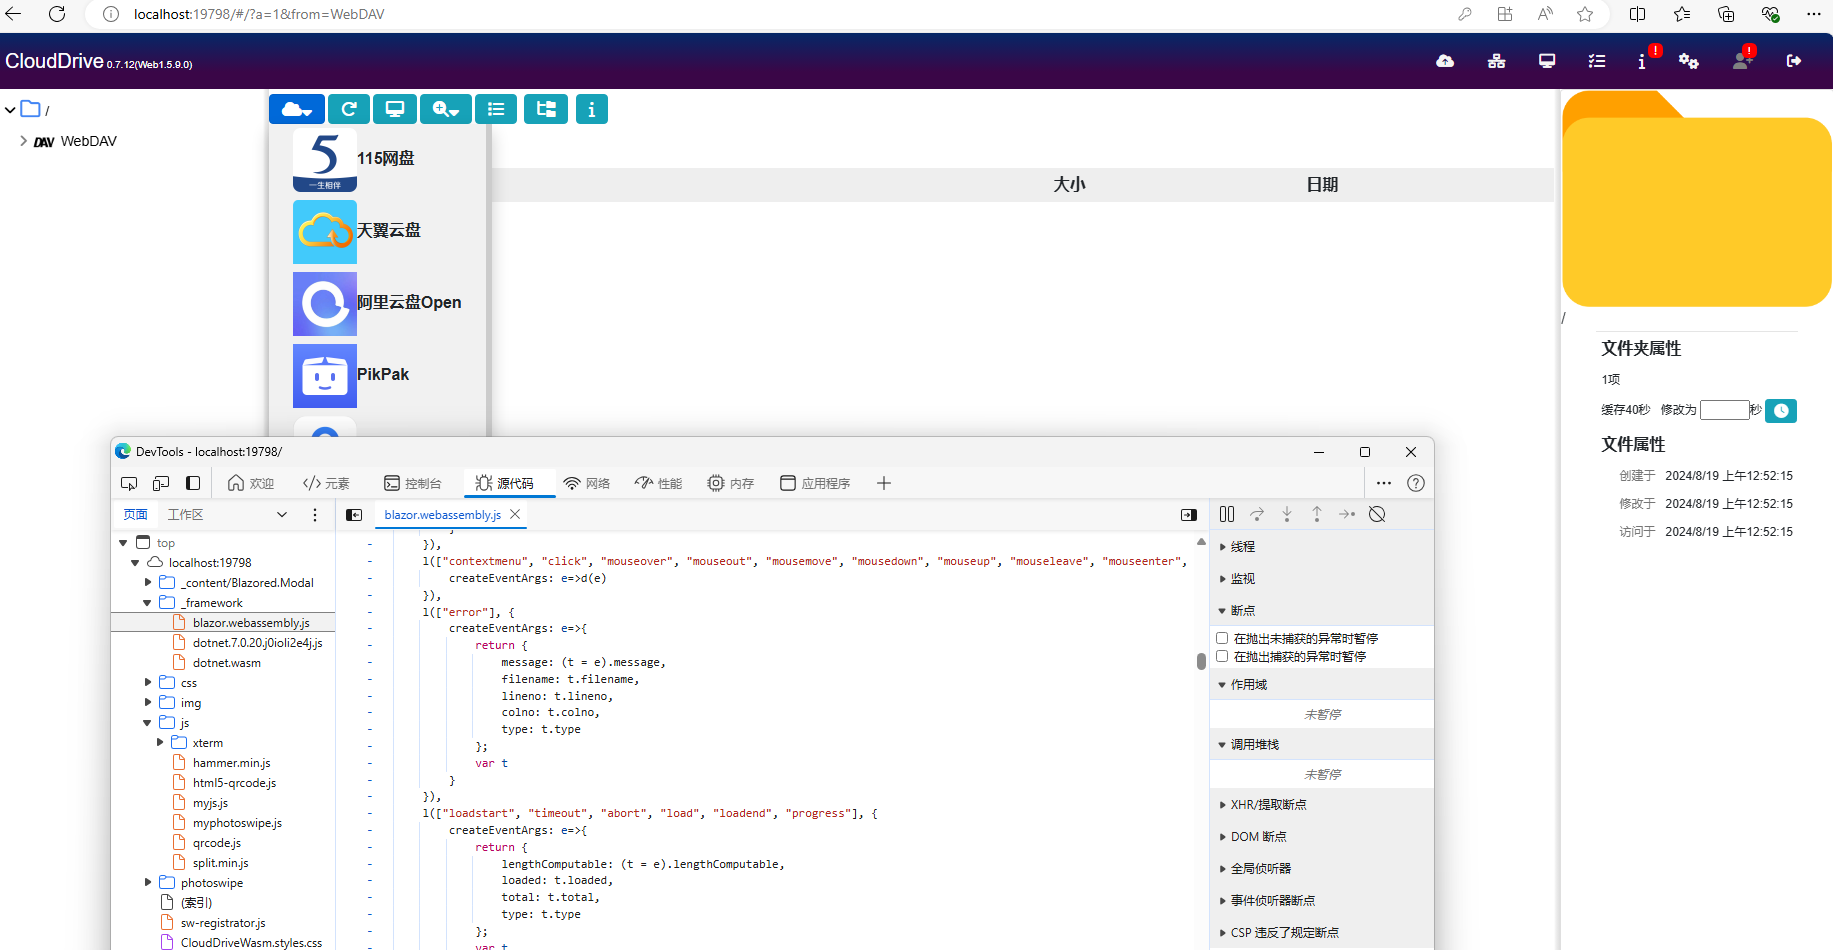 localhost:19798/#/?a=1&from=WebDAV
CloudDrive 0.7.12(Web1.5.9.0)
/
DAV WebDAV
5
一生相伴
115网盘
天翼云盘
阿里云盘Open
PikPak
大小
日期
/
文件夹属性
1项
缓存40秒 修改为 秒
文件属性
创建于 2024/8/19 上午12:52:15
修改于 2024/8/19 上午12:52:15
访问于 2024/8/19 上午12:52:15
DevTools - localhost:19798/
欢迎 元素 控制台 源代码 网络 性能 内存 应用程序
页面 工作区
top
localhost:19798
_content/Blazored.Modal
_framework
blazor.webassembly.js
dotnet.7.0.20.j0ioli2e4j.js
dotnet.wasm
css
img
js
xterm
hammer.min.js
html5-qrcode.js
myjs.js
myphotoswipe.js
qrcode.js
split.min.js
photoswipe
(索引)
sw-registrator.js
CloudDriveWasm.styles.css
blazor.webassembly.js
}),
l(["contextmenu", "click", "mouseover", "mouseout", "mousemove", "mousedown", "mouseup", "mouseleave", "mouseenter",
createEventArgs: e=>d(e)
}),
l(["error"], {
createEventArgs: e=>{
return {
message: (t = e).message,
filename: t.filename,
lineno: t.lineno,
colno: t.colno,
type: t.type
};
var t
}
}),
l(["loadstart", "timeout", "abort", "load", "loadend", "progress"], {
createEventArgs: e=>{
return {
lengthComputable: (t = e).lengthComputable,
loaded: t.loaded,
total: t.total,
type: t.type
};
var t
线程
监视
断点
在抛出未捕获的异常时暂停
在抛出捕获的异常时暂停
作用域
未暂停
调用堆栈
未暂停
XHR/提取断点
DOM 断点
全局侦听器
事件侦听器断点
CSP 违反了规定断点